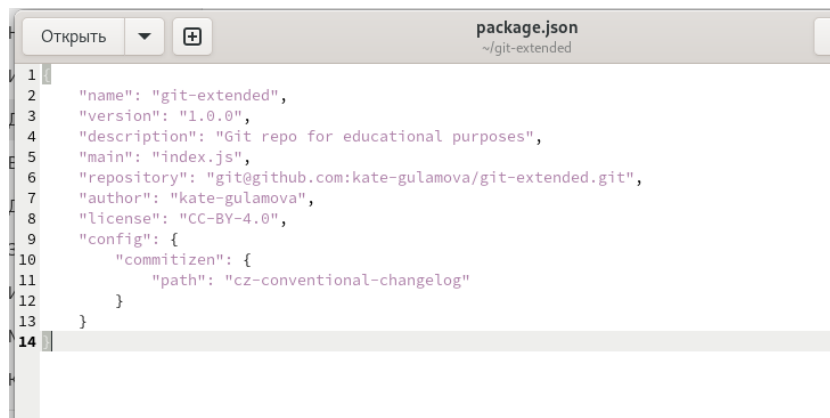 Открыть
package.json
~/git-extended
1 {
2 "name": "git-extended",
3 "version": "1.0.0",
4 "description": "Git repo for educational purposes",
5 "main": "index.js",
6 "repository": "git@github.com:kate-gulamova/git-extended.git",
7 "author": "kate-gulamova",
8 "license": "CC-BY-4.0",
9 "config": {
10 "commitizen": {
11 "path": "cz-conventional-changelog"
12 }
13 }
14 }